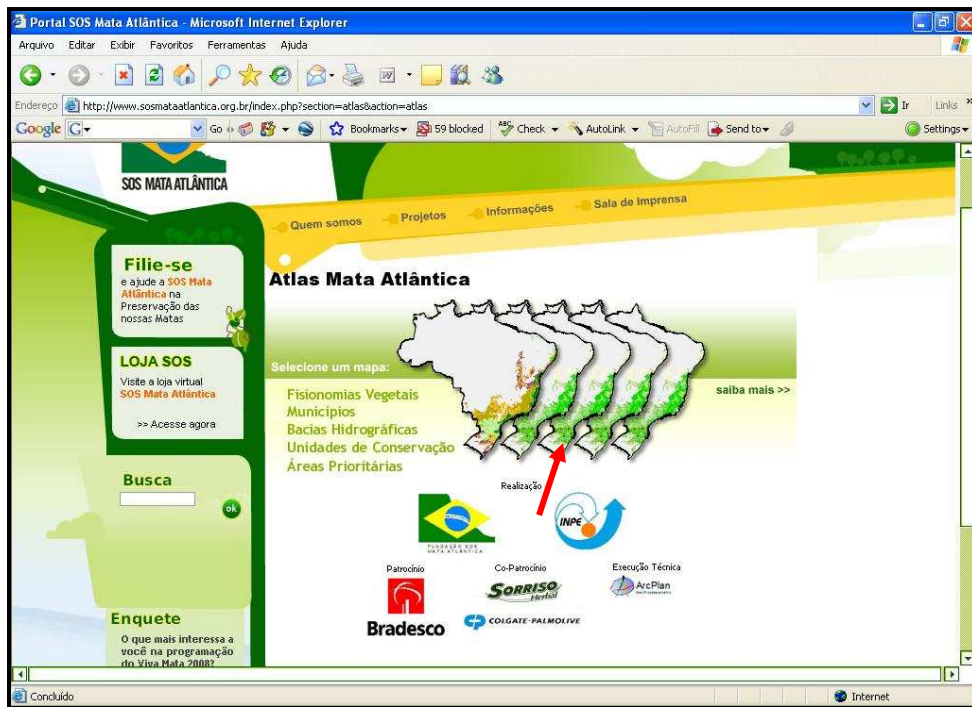 Portal SOS Mata Atlântica - Microsoft Internet Explorer
Arquivo Editar Exibir Favoritos Ferramentas Ajuda
Endereço http://www.sosmataatlantica.org.br/index.php?section=atlas&action=atlas Ir Links »
Google G Go Bookmarks 59 blocked ABC Check AutoLink AutoFill Send to Settings
SOS MATA ATLÂNTICA
Quem somos Projetos Informações Sala de Imprensa
Filie-se
e ajude a SOS Mata
Atlântica na
Preservação das
nossas Matas
LOJA SOS
Visite a loja virtual
SOS Mata Atlântica
>> Acesse agora
Busca
ok
Enquete
O que mais interessa a
você na programação
do Viva Mata 2008?
Atlas Mata Atlântica
Selecione um mapa:
Fisionomias Vegetais
Municípios
Bacias Hidrográficas
Unidades de Conservação
Áreas Prioritárias
saiba mais >>
Realização
FUNDAÇÃO SOS
MATA ATLÂNTICA
INPE
Patrocínio
Bradesco
Co-Patrocínio
SORRISO
Herbal
COLGATE-PALMOLIVE
Execução Técnica
ArcPlan
Concluído Internet